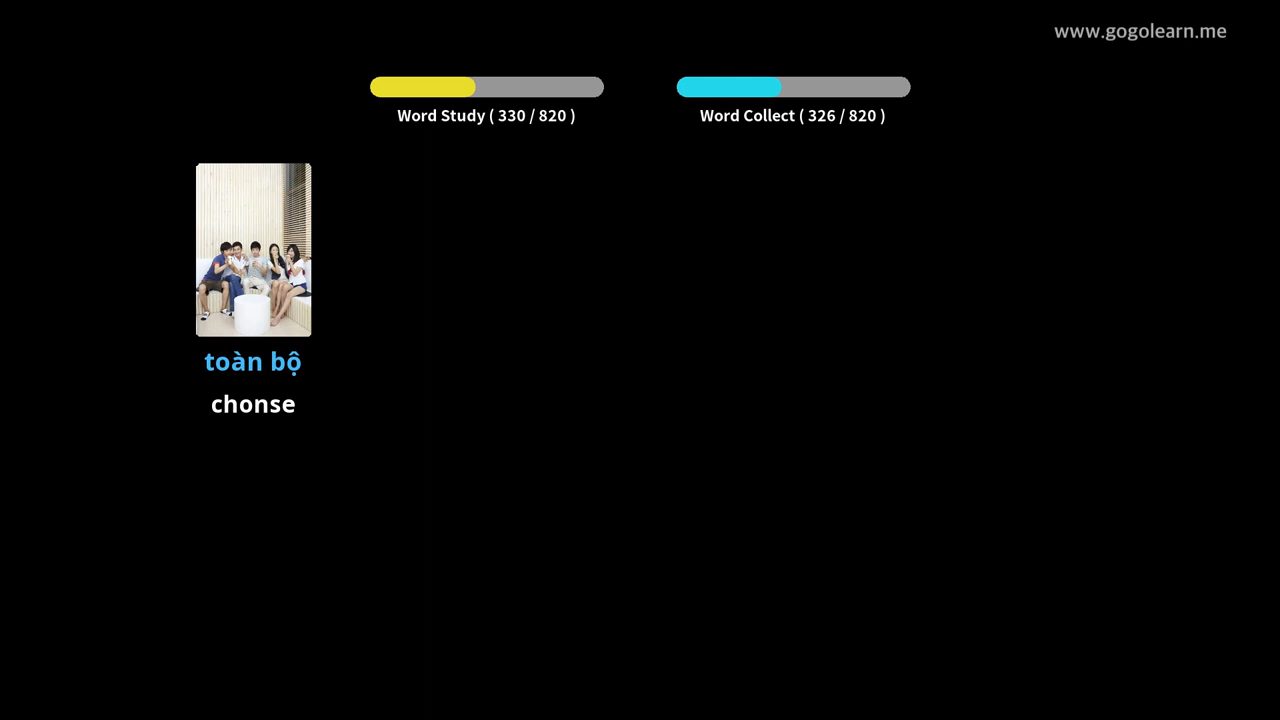 www.gogolearn.me
Word Study ( 330 / 820 )
Word Collect ( 326 / 820 )
toàn bộ
chonse